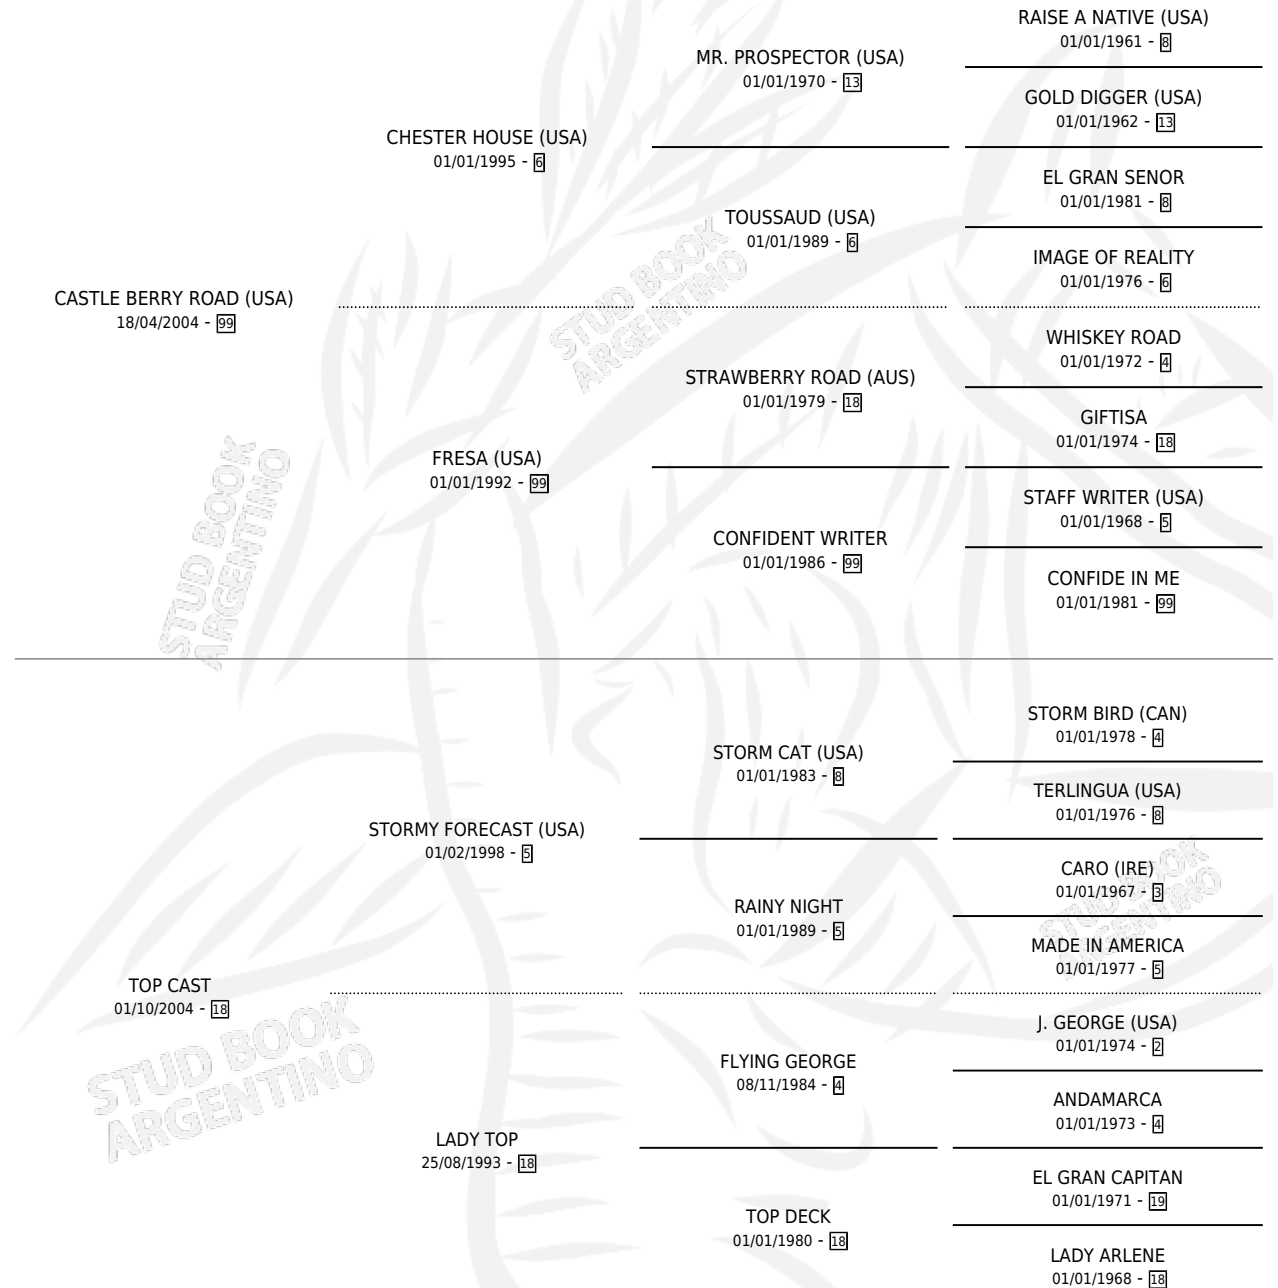 RAISE A NATIVE (USA)
01/01/1961 - 8
MR. PROSPECTOR (USA)
01/01/1970 - 13
GOLD DIGGER (USA)
01/01/1962 - 13
CHESTER HOUSE (USA)
01/01/1995 - 6
EL GRAN SENOR
01/01/1981 - 8
TOUSSAUD (USA)
01/01/1989 - 6
IMAGE OF REALITY
01/01/1976 - 6
CASTLE BERRY ROAD (USA)
18/04/2004 - 99
STUD BOOK
ARGENTINO
WHISKEY ROAD
01/01/1972 - 4
STRAWBERRY ROAD (AUS)
01/01/1979 - 18
GIFTISA
01/01/1974 - 18
FRESA (USA)
01/01/1992 - 99
STAFF WRITER (USA)
01/01/1968 - 5
CONFIDENT WRITER
01/01/1986 - 99
CONFIDE IN ME
01/01/1981 - 99
STUD BOOK
ARGENTINO
STORM BIRD (CAN)
01/01/1978 - 4
STORM CAT (USA)
01/01/1983 - 8
TERLINGUA (USA)
01/01/1976 - 8
STORMY FORECAST (USA)
01/02/1998 - 5
CARO (IRE)
01/01/1967 - 3
STUD BOOK
ARGENTINO
RAINY NIGHT
01/01/1989 - 5
MADE IN AMERICA
01/01/1977 - 5
TOP CAST
01/10/2004 - 18
STUD BOOK
ARGENTINO
J. GEORGE (USA)
01/01/1974 - 2
FLYING GEORGE
08/11/1984 - 4
ANDAMARCA
01/01/1973 - 4
LADY TOP
25/08/1993 - 18
EL GRAN CAPITAN
01/01/1971 - 19
TOP DECK
01/01/1980 - 18
LADY ARLENE
01/01/1968 - 18